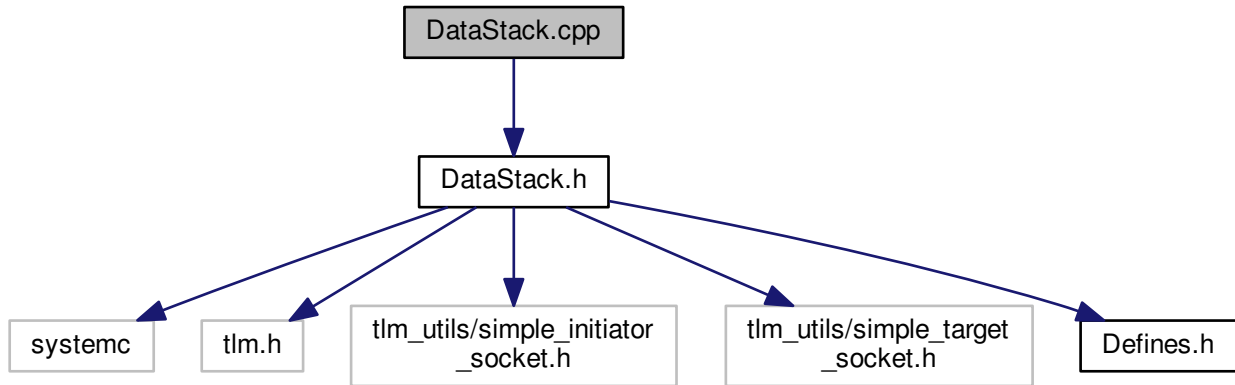 DataStack.cpp
DataStack.h
systemc
tlm.h
tlm_utils/simple_initiator
_socket.h
tlm_utils/simple_target
_socket.h
Defines.h